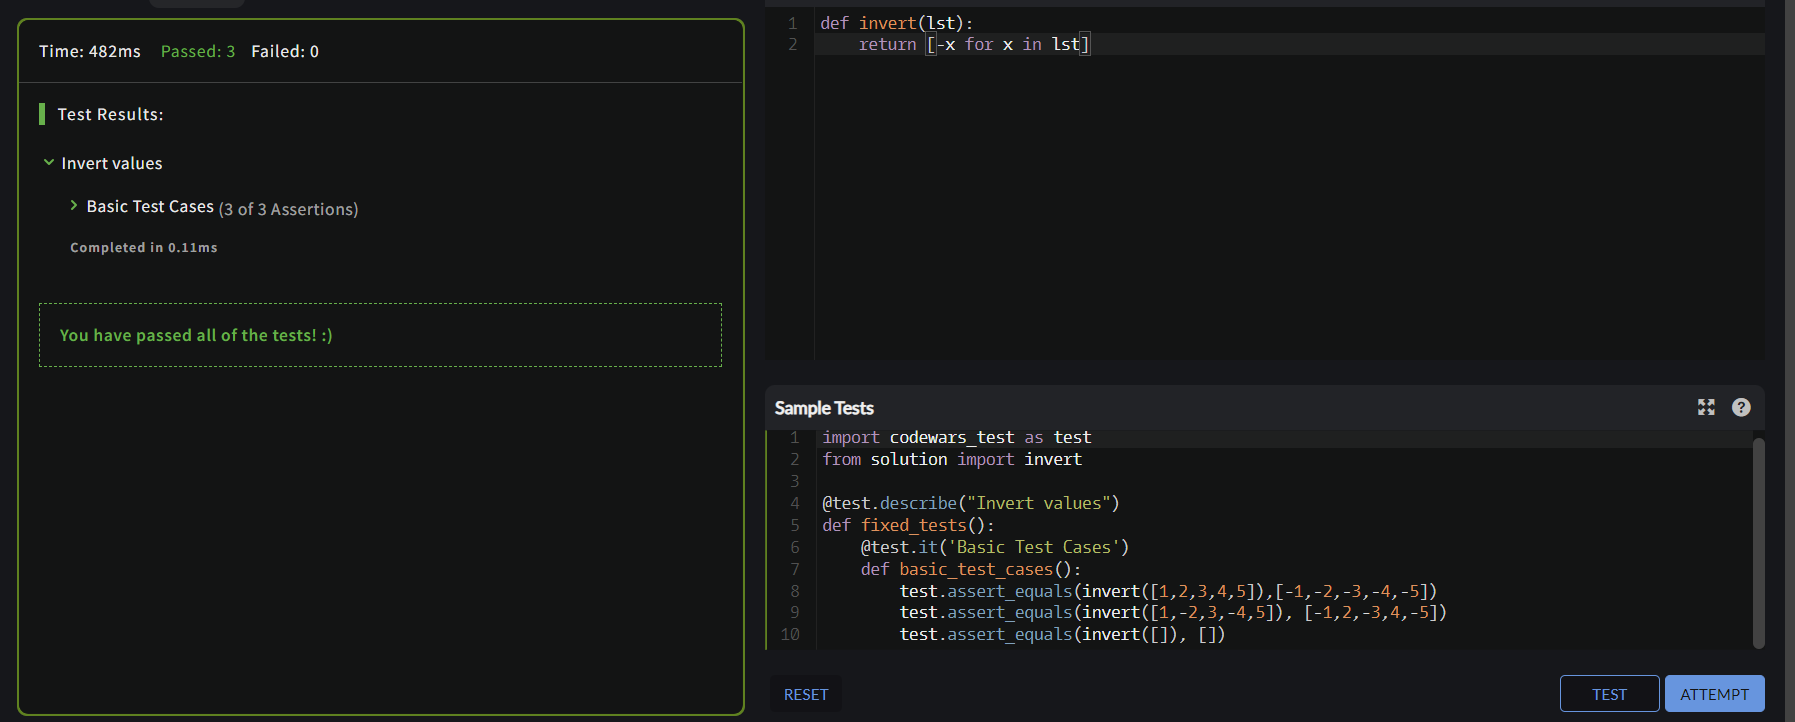 Time: 482ms Passed: 3 Failed: 0
Test Results:
Invert values
Basic Test Cases (3 of 3 Assertions)
Completed in 0.11ms
You have passed all of the tests! :)
1 def invert(lst):
2     return [-x for x in lst]
Sample Tests
1 import codewars_test as test
2 from solution import invert
3
4 @test.describe("Invert values")
5 def fixed_tests():
6     @test.it('Basic Test Cases')
7     def basic_test_cases():
8         test.assert_equals(invert([1,2,3,4,5]),[-1,-2,-3,-4,-5])
9         test.assert_equals(invert([1,-2,3,-4,5]), [-1,2,-3,4,-5])
10         test.assert_equals(invert([]), [])
RESET TEST ATTEMPT